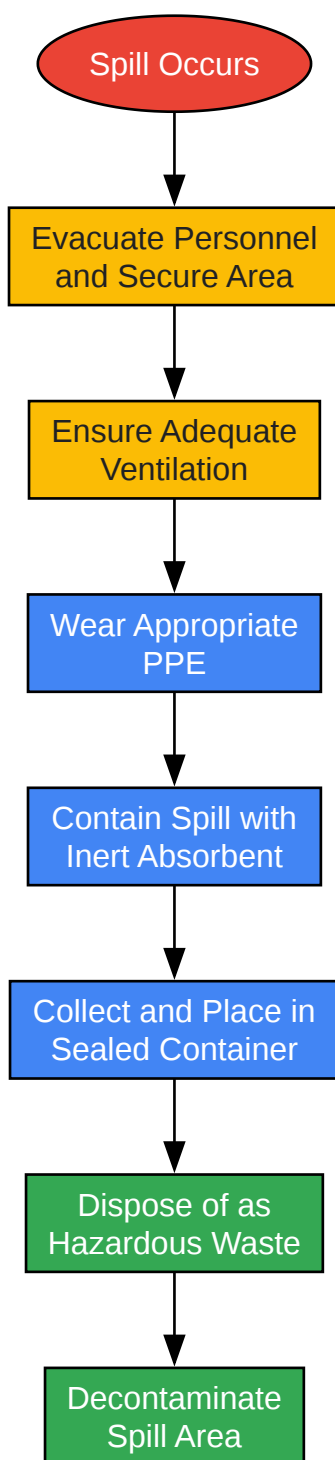 Spill Occurs
Evacuate Personnel
and Secure Area
Ensure Adequate
Ventilation
Wear Appropriate
PPE
Contain Spill with
Inert Absorbent
Collect and Place in
Sealed Container
Dispose of as
Hazardous Waste
Decontaminate
Spill Area